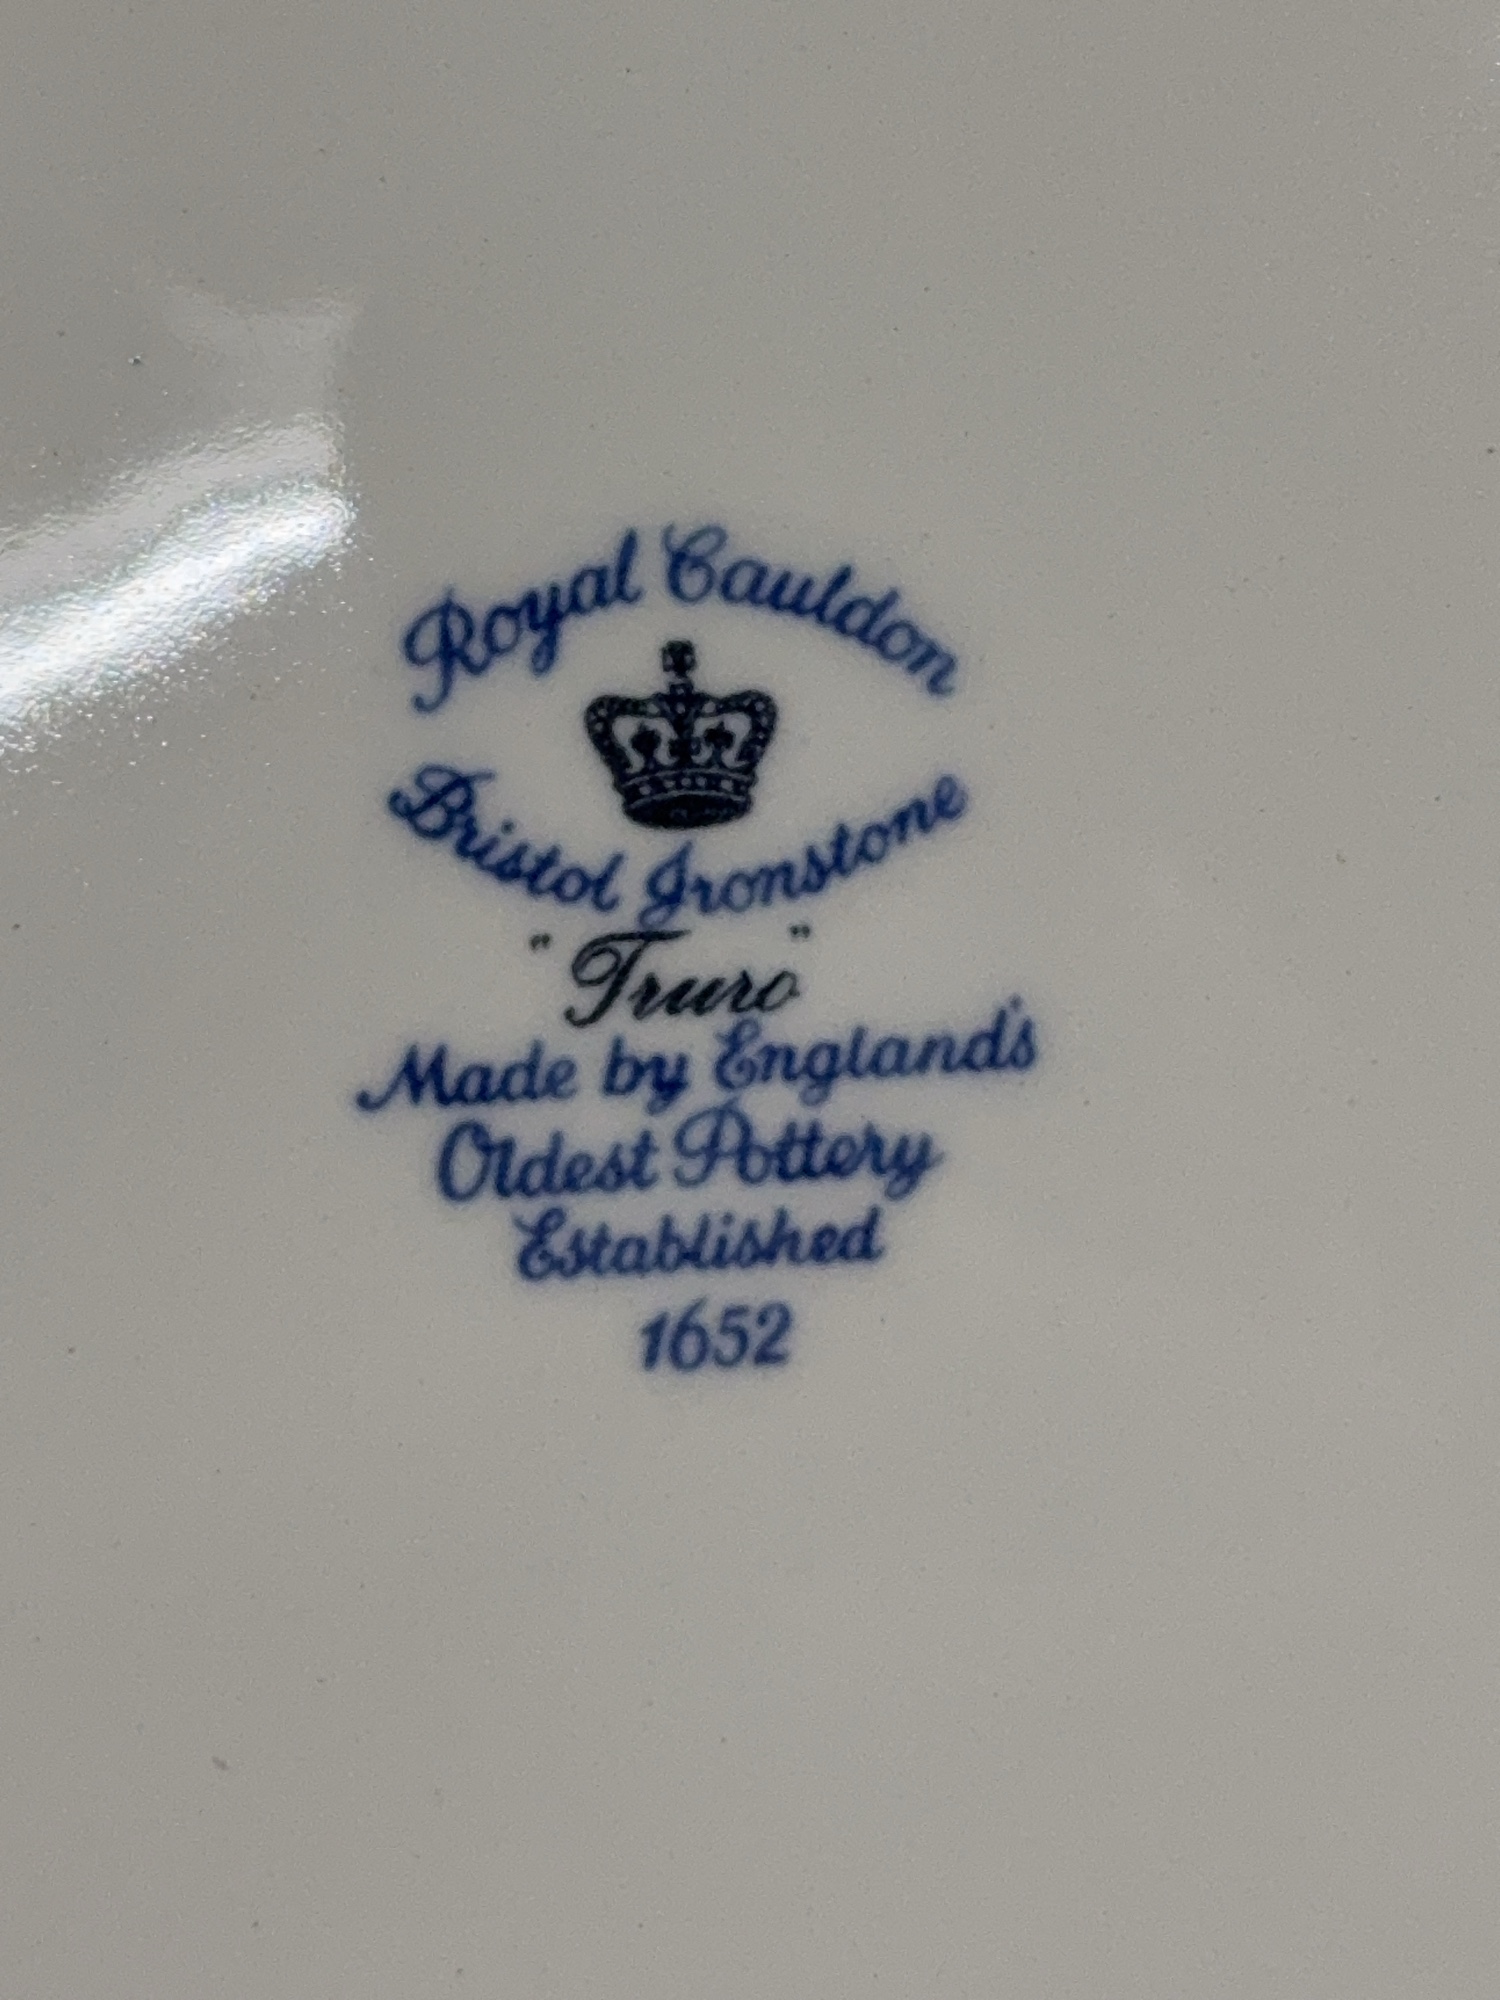 Royal Cauldon
Bristol Ironstone
"Truro"
Made by England's
Oldest Pottery
Established
1652